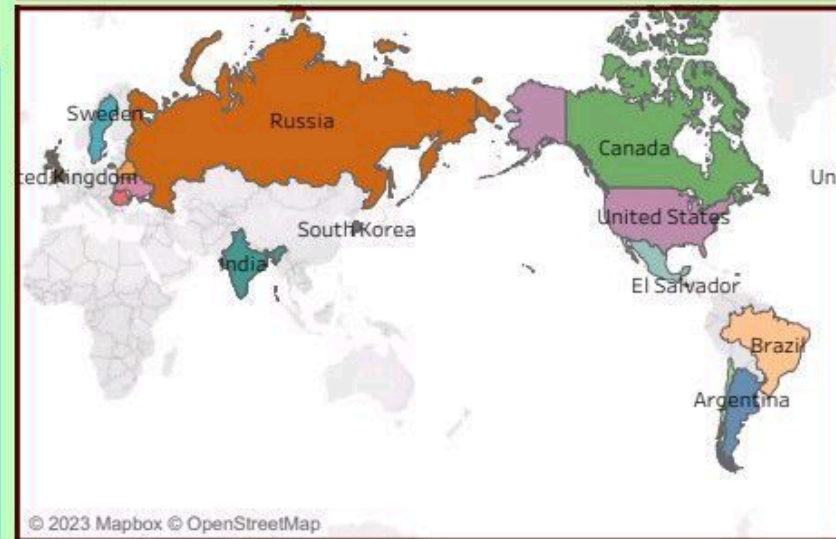 Sweden
Russia
Canada
ted Kingdom
Un
United States
South Korea
India
El Salvador
Brazil
Argentina
© 2023 Mapbox © OpenStreetMap